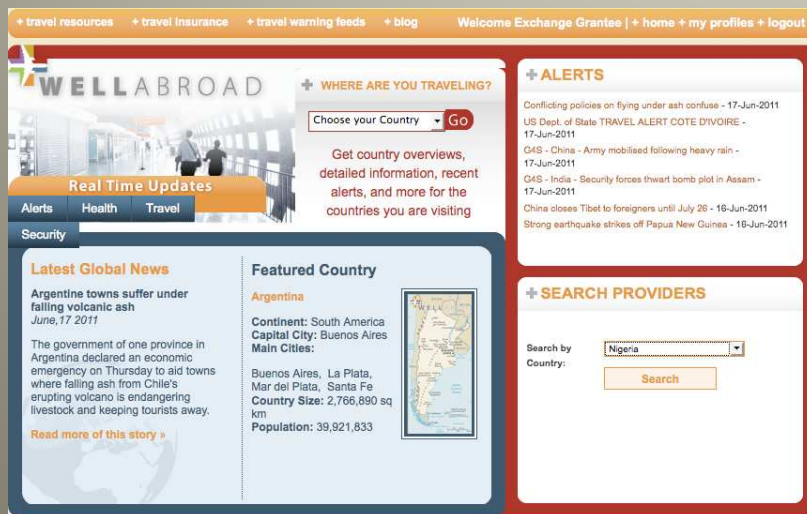 + travel resources + travel insurance + travel warning feeds + blog Welcome Exchange Grantee | + home + my profiles + logout
WELLABROAD
Real Time Updates
Alerts Health Travel
Security
+ WHERE ARE YOU TRAVELING?
Choose your Country Go
Get country overviews,
detailed information, recent
alerts, and more for the
countries you are visiting
+ ALERTS
Conflicting policies on flying under ash confuse - 17-Jun-2011
US Dept. of State TRAVEL ALERT COTE D'IVOIRE -
17-Jun-2011
G4S - China - Army mobilised following heavy rain -
17-Jun-2011
G4S - India - Security forces thwart bomb plot in Assam -
17-Jun-2011
China closes Tibet to foreigners until July 26 - 16-Jun-2011
Strong earthquake strikes off Papua New Guinea - 16-Jun-2011
Latest Global News
Argentine towns suffer under
falling volcanic ash
June,17 2011
The government of one province in
Argentina declared an economic
emergency on Thursday to aid towns
where falling ash from Chile's
erupting volcano is endangering
livestock and keeping tourists away.
Read more of this story »
Featured Country
Argentina
Continent: South America
Capital City: Buenos Aires
Main Cities:
Buenos Aires, La Plata,
Mar del Plata, Santa Fe
Country Size: 2,766,890 sq
km
Population: 39,921,833
+ SEARCH PROVIDERS
Search by
Country:
Nigeria
Search